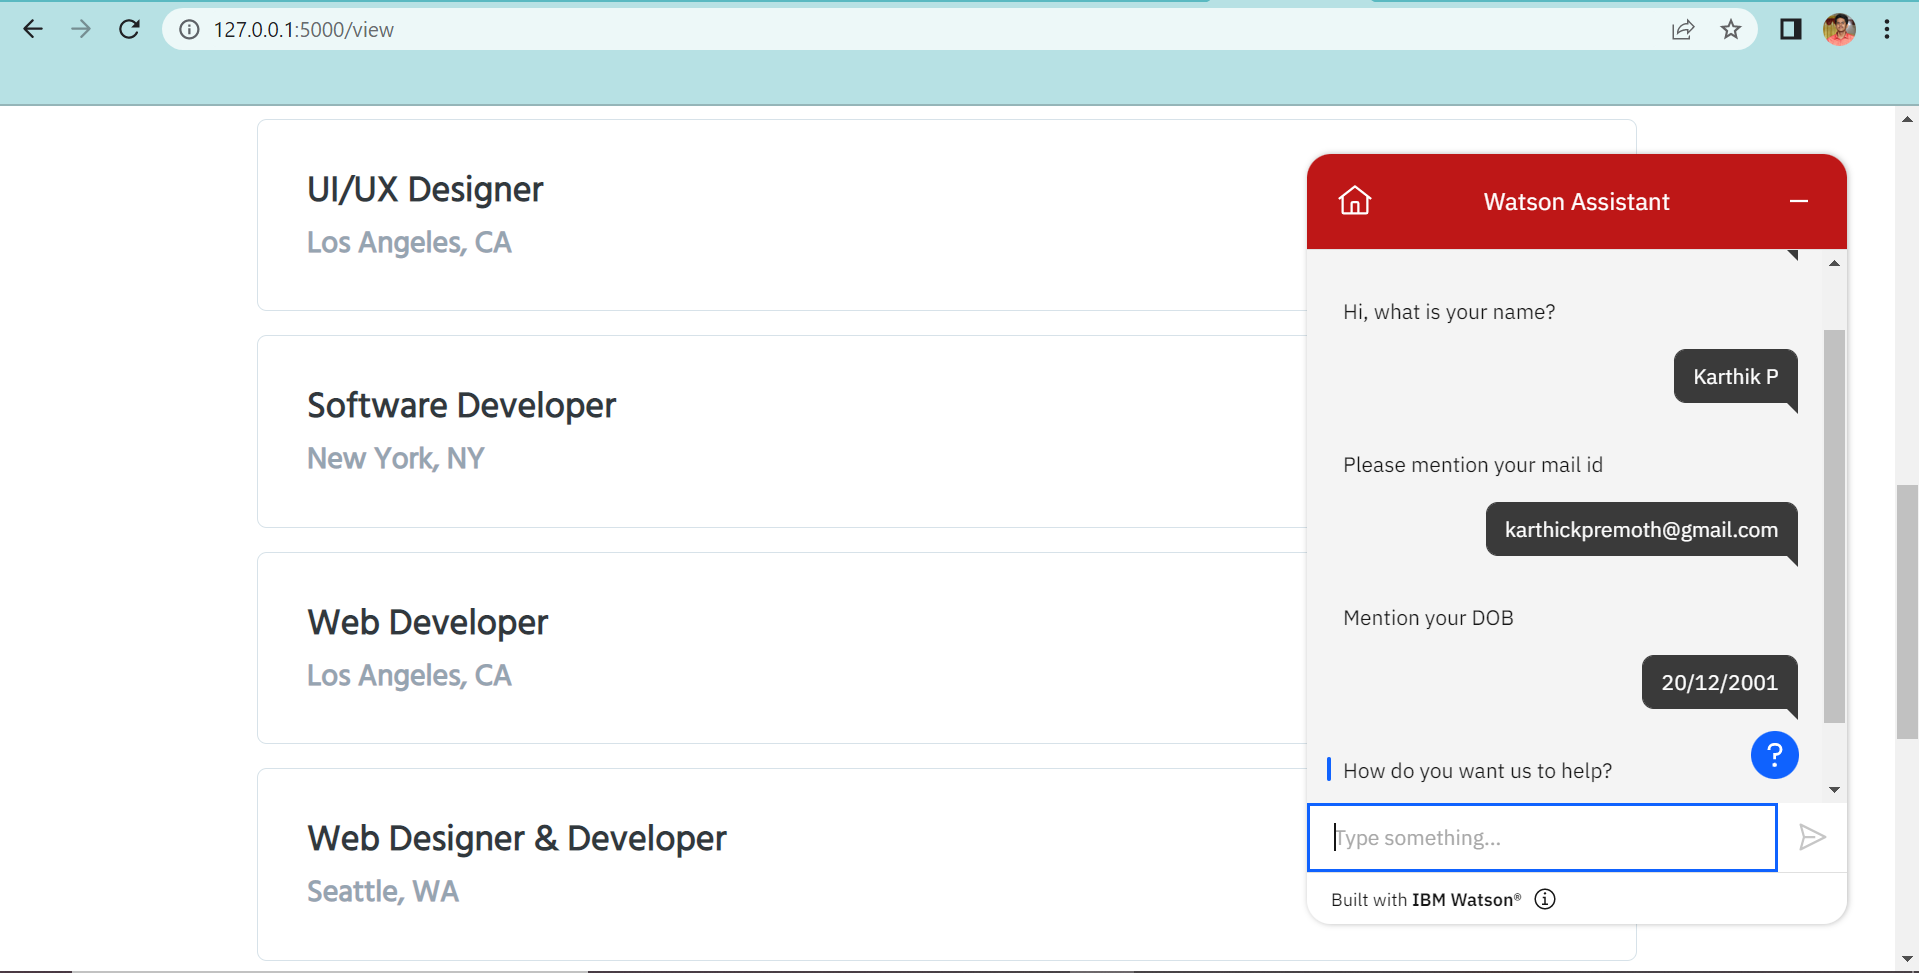 127.0.0.1:5000/view
UI/UX Designer
Los Angeles, CA
Software Developer
New York, NY
Web Developer
Los Angeles, CA
Web Designer & Developer
Seattle, WA
Watson Assistant
Hi, what is your name?
Karthik P
Please mention your mail id
karthickpremoth@gmail.com
Mention your DOB
20/12/2001
?
How do you want us to help?
Type something...
Built with IBM Watson®